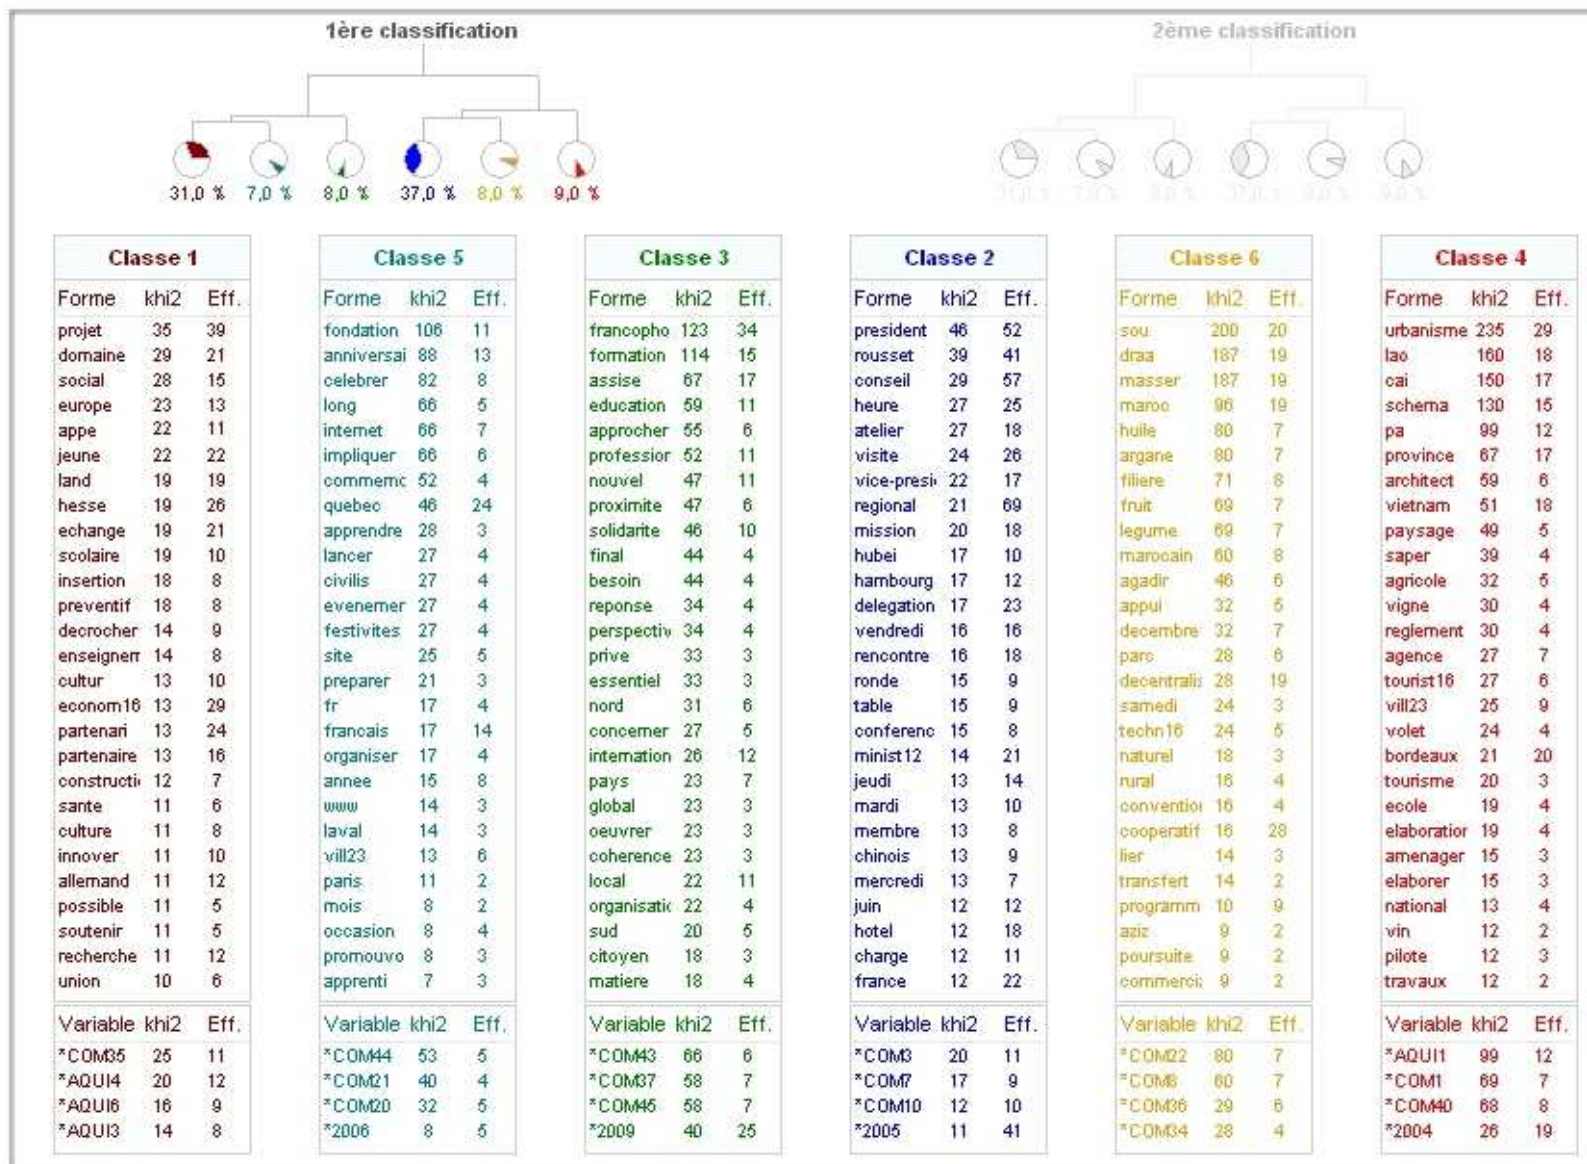 1ère classification 2ème classification
31,0 % 7,0 % 8,0 % 37,0 % 8,0 % 9,0 %
Classe 1
Forme khi2 Eff.
projet 35 39
domaine 29 21
social 28 15
europe 23 13
appe 22 11
jeune 22 22
land 19 19
hesse 19 26
echange 19 21
scolaire 19 10
insertion 18 8
preventif 18 8
decrocher 14 9
enseignem 14 8
cultur 13 10
econom16 13 29
partenari 13 24
partenaire 13 16
constructi 12 7
sante 11 6
culture 11 8
innover 11 10
allemand 11 12
possible 11 5
soutenir 11 5
recherche 11 12
union 10 6
Variable khi2 Eff.
*COM35 25 11
*AQUI4 20 12
*AQUI6 16 9
*AQUI3 14 8
Classe 5
Forme khi2 Eff.
fondation 106 11
anniversai 88 13
celebrer 82 8
long 66 5
internet 66 7
impliquer 66 6
commemc 52 4
quebec 46 24
apprendre 28 3
lancer 27 4
civilis 27 4
evenemer 27 4
festivites 27 4
site 25 5
preparer 21 3
fr 17 4
francais 17 14
organiser 17 4
annee 15 8
www 14 3
laval 14 3
vill23 13 6
paris 11 2
mois 8 2
occasion 8 4
promouvo 8 3
apprenti 7 3
Variable khi2 Eff.
*COM44 53 5
*COM21 40 4
*COM20 32 5
*2006 8 5
Classe 3
Forme khi2 Eff.
francopho 123 34
formation 114 15
assise 67 17
education 59 11
approcher 55 6
professior 52 11
nouvel 47 11
proximite 47 6
solidarite 46 10
final 44 4
besoin 44 4
reponse 34 4
perspectiv 34 4
prive 33 3
essentiel 33 3
nord 31 6
concerner 27 5
internation 26 12
pays 23 7
global 23 3
oeuvrer 23 3
coherence 23 3
local 22 11
organisatic 22 4
sud 20 5
citoyen 18 3
matiere 18 4
Variable khi2 Eff.
*COM43 66 6
*COM37 58 7
*COM45 58 7
*2009 40 25
Classe 2
Forme khi2 Eff.
president 46 52
rousset 39 41
conseil 29 57
heure 27 25
atelier 27 18
visite 24 26
vice-presi 22 17
regional 21 69
mission 20 18
hubei 17 10
hambourg 17 12
delegation 17 23
vendredi 16 16
rencontre 16 18
ronde 15 9
table 15 9
conferenc 15 8
minist12 14 21
jeudi 13 14
mardi 13 10
membre 13 8
chinois 13 9
mercredi 13 7
juin 12 12
hotel 12 18
charge 12 11
france 12 22
Variable khi2 Eff.
*COM3 20 11
*COM7 17 9
*COM10 12 10
*2005 11 41
Classe 6
Forme khi2 Eff.
sou 200 20
draa 187 19
masser 187 19
maroc 96 19
huile 80 7
argane 80 7
filiere 71 8
fruit 69 7
legume 69 7
marocain 60 8
agadir 46 6
appui 32 5
decembre 32 7
parc 28 6
decentralis 28 19
samedi 24 3
techn16 24 5
naturel 18 3
rural 16 4
convention 16 4
cooperatif 16 28
lier 14 3
transfert 14 2
programm 10 9
aziz 9 2
poursuite 9 2
commerci 9 2
Variable khi2 Eff.
*COM22 80 7
*COM8 60 7
*COM36 29 6
*COM34 28 4
Classe 4
Forme khi2 Eff.
urbanisme 235 29
lao 160 18
cai 150 17
schema 130 15
pa 99 12
province 67 17
architect 59 6
vietnam 51 18
paysage 49 5
saper 39 4
agricole 32 5
vigne 30 4
reglement 30 4
agence 27 7
tourist16 27 6
vill23 25 9
volet 24 4
bordeaux 21 20
tourisme 20 3
ecole 19 4
elaboratior 19 4
amenager 15 3
elaborer 15 3
national 13 4
vin 12 2
pilote 12 3
travaux 12 2
Variable khi2 Eff.
*AQUI1 99 12
*COM1 69 7
*COM40 68 8
*2004 26 19